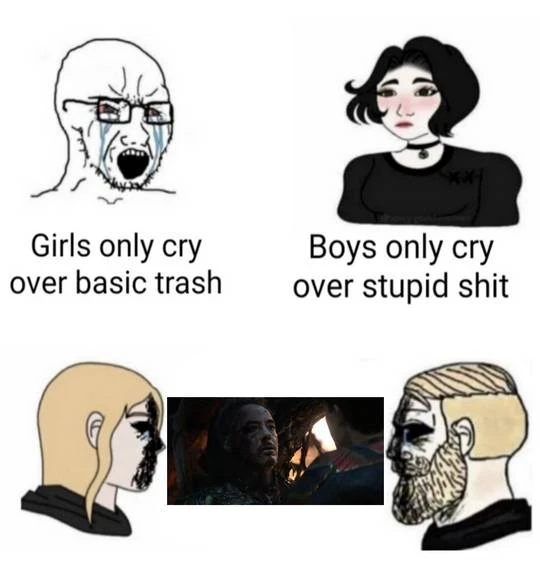 Girls only cry
over basic trash
Boys only cry
over stupid shit